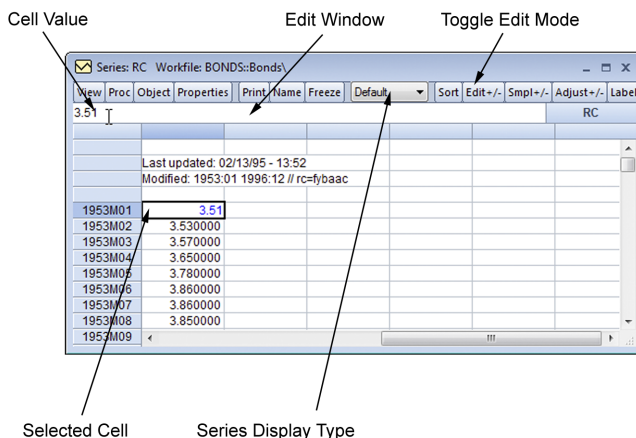 Cell Value
Edit Window
Toggle Edit Mode
Series: RC Workfile: BONDS::Bonds\
View Proc Object Properties Print Name Freeze Default Sort Edit+/- Smpl+/- Adjust+/- Label
3.51
RC
Last updated: 02/13/95 - 13:52
Modified: 1953:01 1996:12 // rc=fybaac
1953M01 3.51
1953M02 3.530000
1953M03 3.570000
1953M04 3.650000
1953M05 3.780000
1953M06 3.860000
1953M07 3.860000
1953M08 3.850000
1953M09
Selected Cell
Series Display Type